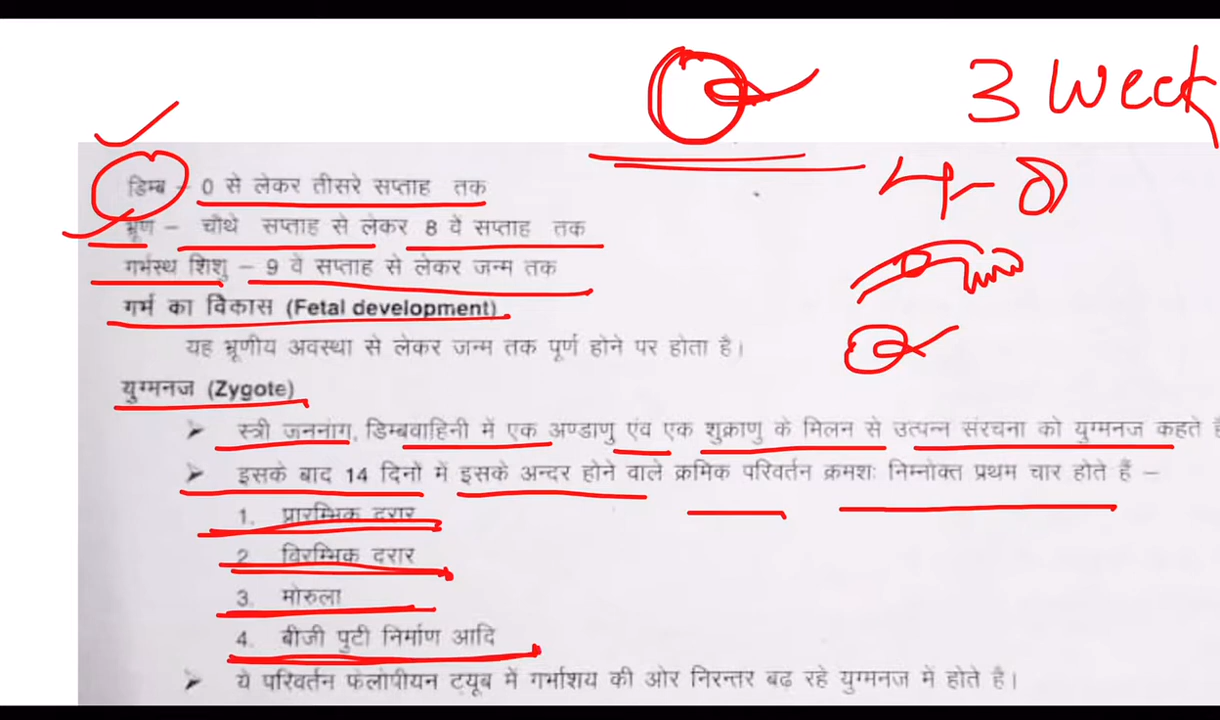 3 Week
4-8
डिम्ब - 0 से लेकर तीसरे सप्ताह तक
भ्रूण – चौथे सप्ताह से लेकर 8 वें सप्ताह तक
गर्भस्थ शिशु – 9 वें सप्ताह से लेकर जन्म तक
गर्भ का विकास (Fetal development)
यह भ्रूणीय अवस्था से लेकर जन्म तक पूर्ण होने पर होता है।
युग्मनज (Zygote)
➤ स्त्री जननांग, डिम्बवाहिनी में एक अण्डाणु एंव एक शुक्राणु के मिलन से उत्पन्न संरचना को युग्मनज कहते है
➤ इसके बाद 14 दिनों में इसके अन्दर होने वाले क्रमिक परिवर्तन क्रमशः निम्नोक्त प्रथम चार होते हैं –
1. प्रारम्भिक दरार
2. विरम्भिक दरार
3. मोरुला
4. बीजी पुटी निर्माण आदि
➤ ये परिवर्तन फेलोपीयन ट्यूब में गर्भाशय की ओर निरन्तर बढ़ रहे युग्मनज में होते है।